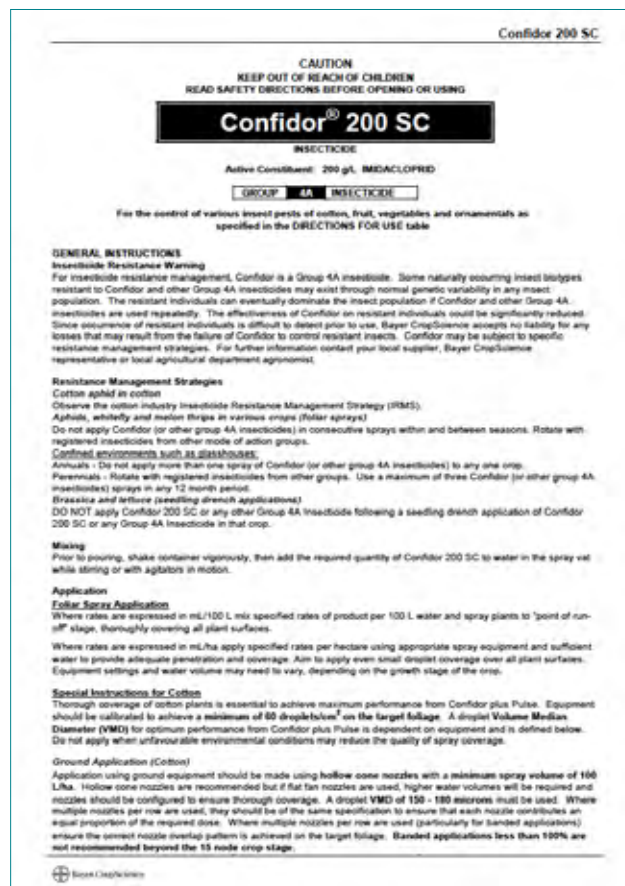 Confidor 200 SC
CAUTION
KEEP OUT OF REACH OF CHILDREN
READ SAFETY DIRECTIONS BEFORE OPENING OR USING
Confidor® 200 SC
INSECTICIDE
Active Constituent: 200 g/L IMIDACLOPRID
GROUP 4A INSECTICIDE
For the control of various insect pests of cotton, fruit, vegetables and ornamentals as
specified in the DIRECTIONS FOR USE table
GENERAL INSTRUCTIONS
Insecticide Resistance Warning
For insecticide resistance management, Confidor is a Group 4A insecticide. Some naturally occurring insect biotypes
resistant to Confidor and other Group 4A insecticides may exist through normal genetic variability in any insect
population. The resistant individuals can eventually dominate the insect population if Confidor and other Group 4A
insecticides are used repeatedly. The effectiveness of Confidor on resistant individuals could be significantly reduced.
Since occurrence of resistant individuals is difficult to detect prior to use, Bayer CropScience accepts no liability for any
losses that may result from the failure of Confidor to control resistant insects. Confidor may be subject to specific
resistance management strategies. For further information contact your local supplier, Bayer CropScience
representative or local agricultural department agronomist.
Resistance Management Strategies
Cotton aphid in cotton
Observe the cotton industry Insecticide Resistance Management Strategy (IRMS).
Aphids, whitefly and melon thrips in various crops (foliar sprays)
Do not apply Confidor (or other group 4A insecticides) in consecutive sprays within and between seasons. Rotate with
registered insecticides from other mode of action groups.
Confined environments such as glasshouses:
Annuals - Do not apply more than one spray of Confidor (or other group 4A insecticides) to any one crop.
Perennials - Rotate with registered insecticides from other groups. Use a maximum of three Confidor (or other group 4A
insecticides) sprays in any 12 month period.
Brassica and lettuce (seedling drench applications)
DO NOT apply Confidor 200 SC or any other Group 4A Insecticide following a seedling drench application of Confidor
200 SC or any Group 4A Insecticide in that crop.
Mixing
Prior to pouring, shake container vigorously, then add the required quantity of Confidor 200 SC to water in the spray vat
while stirring or with agitators in motion.
Application
Foliar Spray Application
Where rates are expressed in mL/100 L mix specified rates of product per 100 L water and spray plants to "point of run-
off" stage, thoroughly covering all plant surfaces.
Where rates are expressed in mL/ha apply specified rates per hectare using appropriate spray equipment and sufficient
water to provide adequate penetration and coverage. Aim to apply even small droplet coverage over all plant surfaces.
Equipment settings and water volume may need to vary, depending on the growth stage of the crop.
Special Instructions for Cotton
Thorough coverage of cotton plants is essential to achieve maximum performance from Confidor plus Pulse. Equipment
should be calibrated to achieve a minimum of 60 droplets/cm² on the target foliage. A droplet Volume Median
Diameter (VMD) for optimum performance from Confidor plus Pulse is dependent on equipment and is defined below.
Do not apply when unfavourable environmental conditions may reduce the quality of spray coverage.
Ground Application (Cotton)
Application using ground equipment should be made using hollow cone nozzles with a minimum spray volume of 100
L/ha. Hollow cone nozzles are recommended but if flat fan nozzles are used, higher water volumes will be required and
nozzles should be configured to ensure thorough coverage. A droplet VMD of 150 - 180 microns must be used. Where
multiple nozzles per row are used, they should be of the same specification to ensure that each nozzle contributes an
equal proportion of the required dose. Where multiple nozzles per row are used (particularly for banded applications)
ensure the correct nozzle overlap pattern is achieved on the target foliage. Banded applications less than 100% are
not recommended beyond the 15 node crop stage.
Bayer CropScience